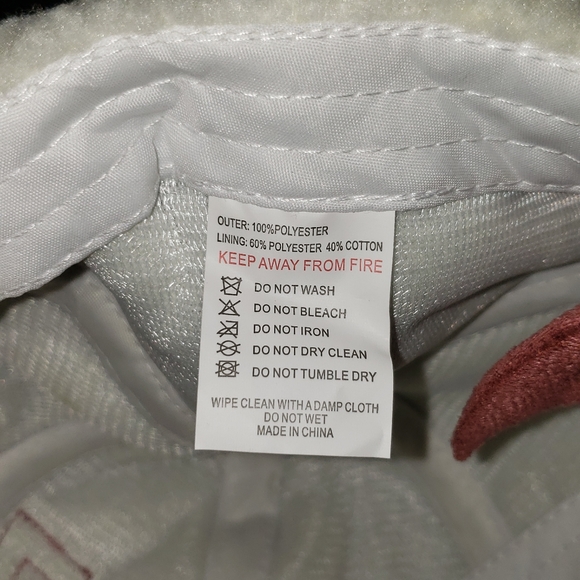 OUTER: 100%POLYESTER
LINING: 60% POLYESTER 40% COTTON
KEEP AWAY FROM FIRE
DO NOT WASH
DO NOT BLEACH
DO NOT IRON
DO NOT DRY CLEAN
DO NOT TUMBLE DRY
WIPE CLEAN WITH A DAMP CLOTH
DO NOT WET
MADE IN CHINA